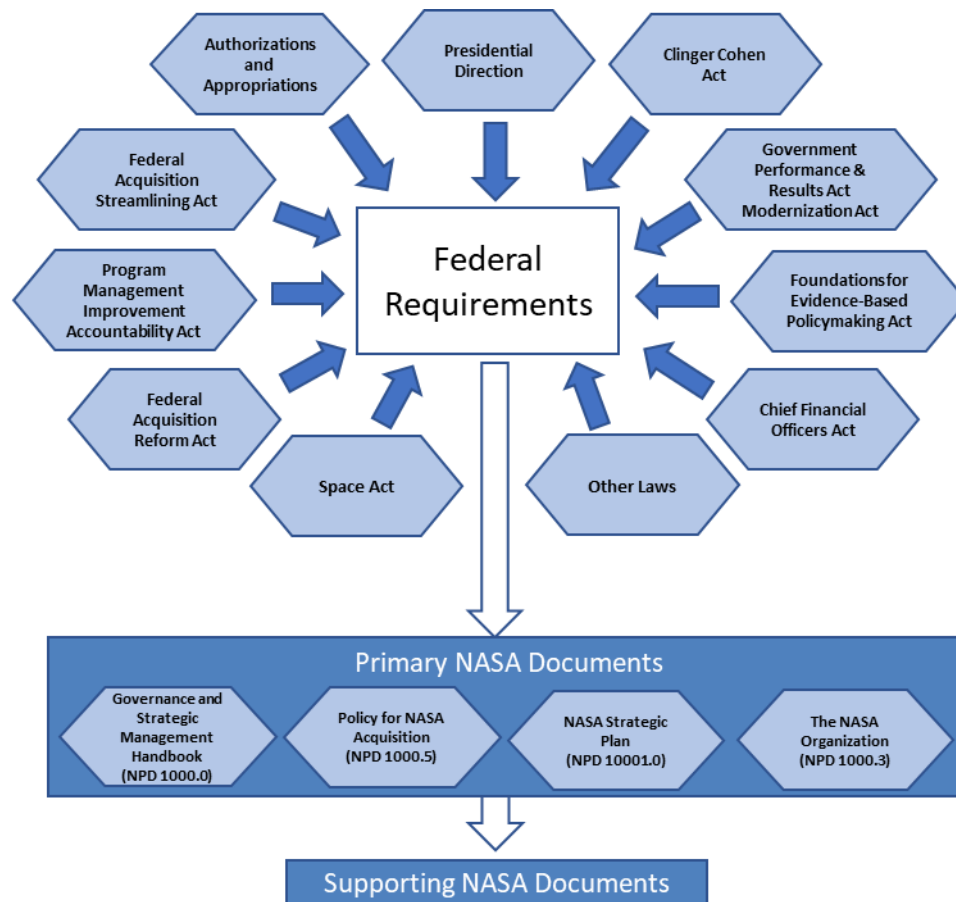 Authorizations
and
Appropriations
Presidential
Direction
Clinger Cohen
Act
Federal
Acquisition
Streamlining Act
Government
Performance &
Results Act
Modernization Act
Federal
Requirements
Program
Management
Improvement
Accountability Act
Foundations for
Evidence-Based
Policymaking Act
Federal
Acquisition
Reform Act
Chief Financial
Officers Act
Space Act
Other Laws
Primary NASA Documents
Governance and
Strategic
Management
Handbook
(NPD 1000.0)
Policy for NASA
Acquisition
(NPD 1000.5)
NASA Strategic
Plan
(NPD 10001.0)
The NASA
Organization
(NPD 1000.3)
Supporting NASA Documents